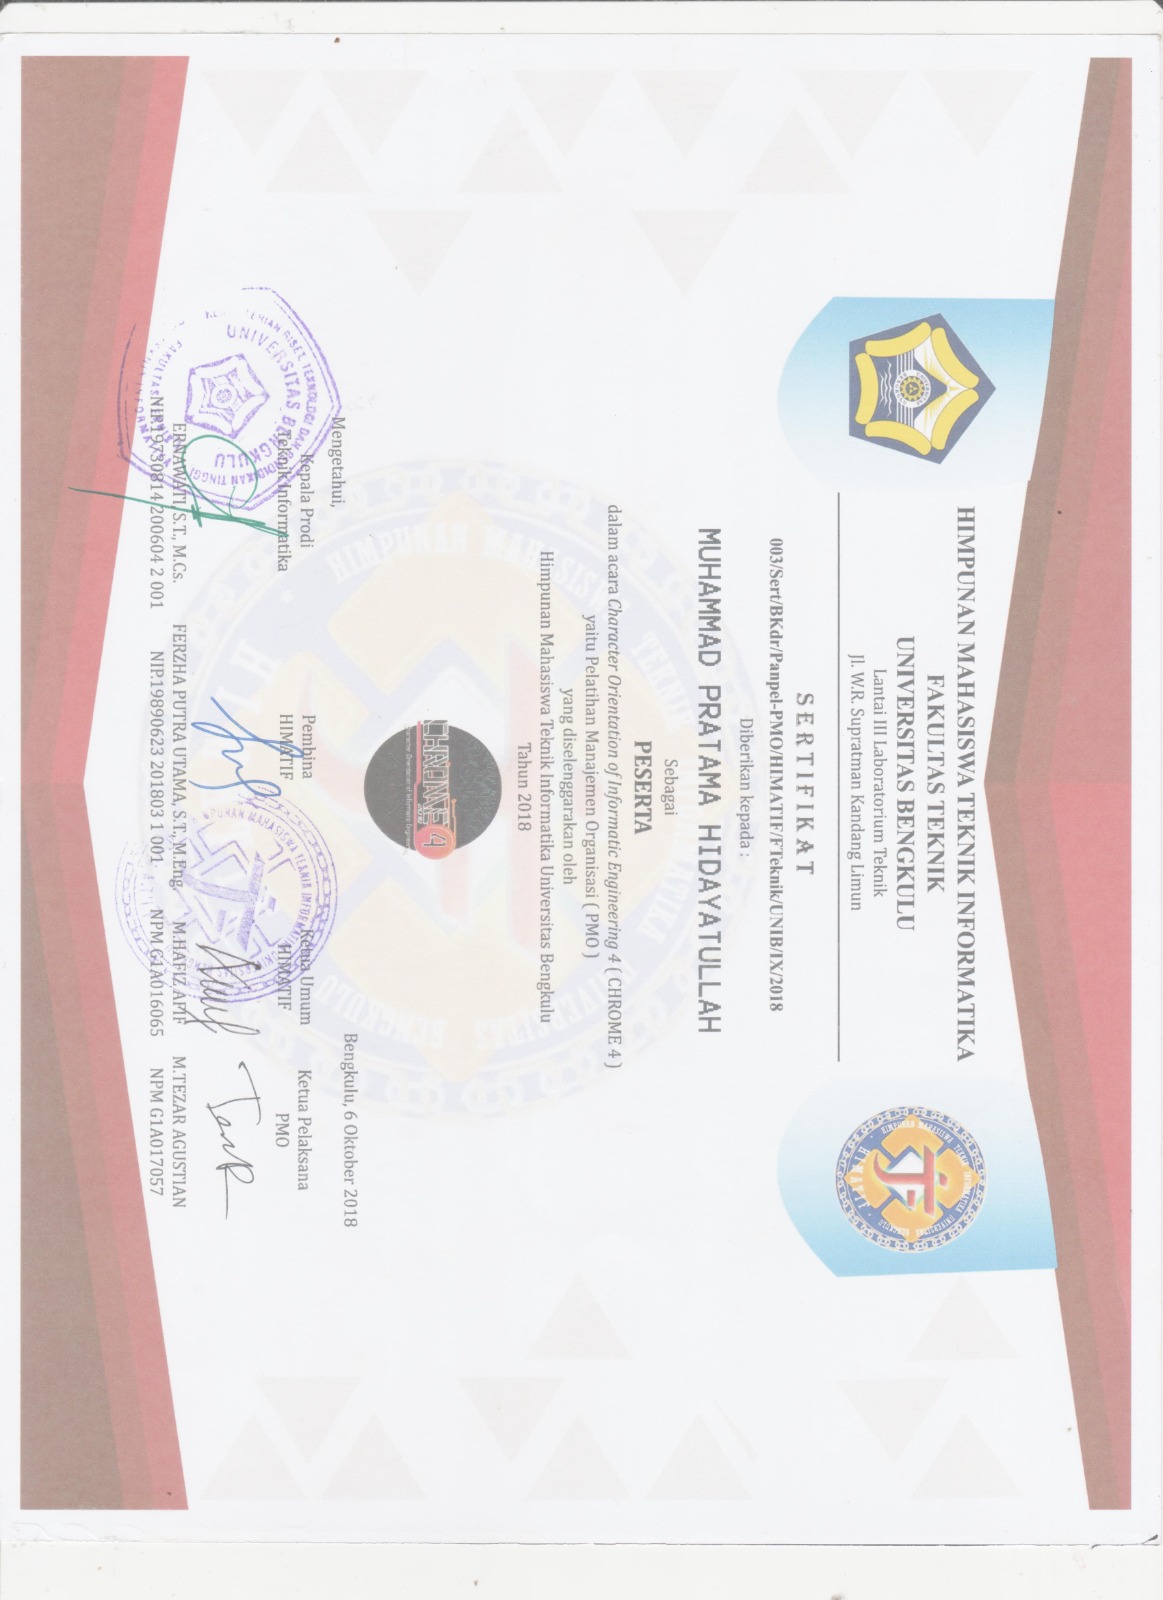 HIMPUNAN MAHASISWA TEKNIK INFORMATIKA
FAKULTAS TEKNIK
UNIVERSITAS BENGKULU
Lantai III Laboratorium Teknik
Jl. W.R. Supratman Kandang Limun
SERTIFIKAT
003/Sert/BKdr/Panpel-PMO/HIMATIF/FTeknik/UNIB/IX/2018
Diberikan kepada :
MUHAMMAD PRATAMA HIDAYATULLAH
Sebagai
PESERTA
dalam acara Character Orientation of Informatic Engineering 4 ( CHROME 4 )
yaitu Pelatihan Manajemen Organisasi ( PMO )
yang diselenggarakan oleh
Himpunan Mahasiswa Teknik Informatika Universitas Bengkulu
Tahun 2018
CHROME 4
2018
Character Orientation of Informatic Engineering
Bengkulu, 6 Oktober 2018
Mengetahui,
Kepala Prodi
Teknik Informatika
Pembina
HIMATIF
Ketua Umum
HIMATIF
Ketua Pelaksana
PMO
UNIVERSITAS BENGKULU
ERNAWATI, S.T., M.Cs.
NIP.19730814 200604 2 001
FERZHA PUTRA UTAMA, S.T., M.Eng.
NIP.19890623 201803 1 001
M.HAFIZ APIF
NPM G1A016065
M.TEZAR AGUSTIAN
NPM G1A017057